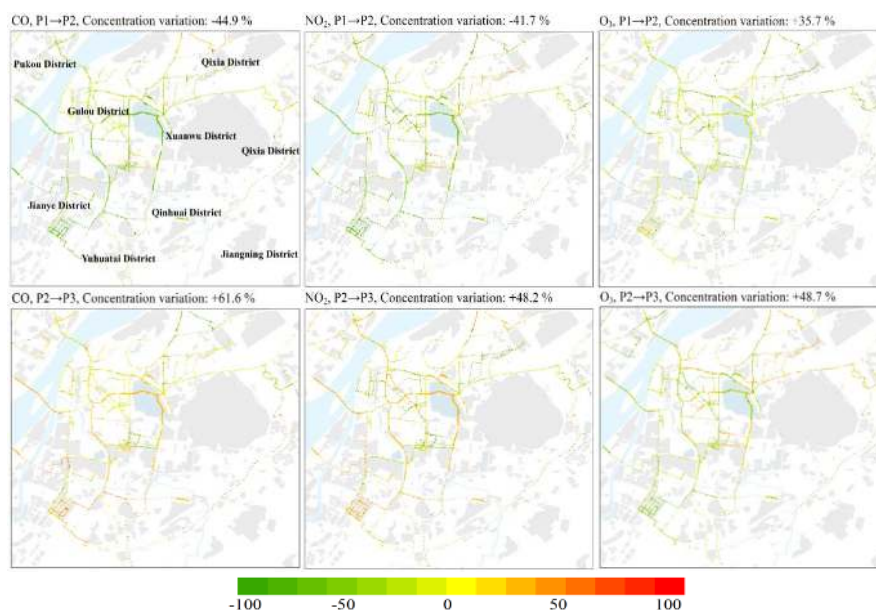 CO, P1→P2, Concentration variation: -44.9 %
NO₂, P1→P2, Concentration variation: -41.7 %
O₃, P1→P2, Concentration variation: +35.7 %
Pukou District
Qixia District
Gulou District
Xuanwu District
Qixia District
Jianye District
Qinhuai District
Yuhuatai District
Jiangning District
CO, P2→P3, Concentration variation: +61.6 %
NO₂, P2→P3, Concentration variation: +48.2 %
O₃, P2→P3, Concentration variation: +48.7 %
-100 -50 0 50 100